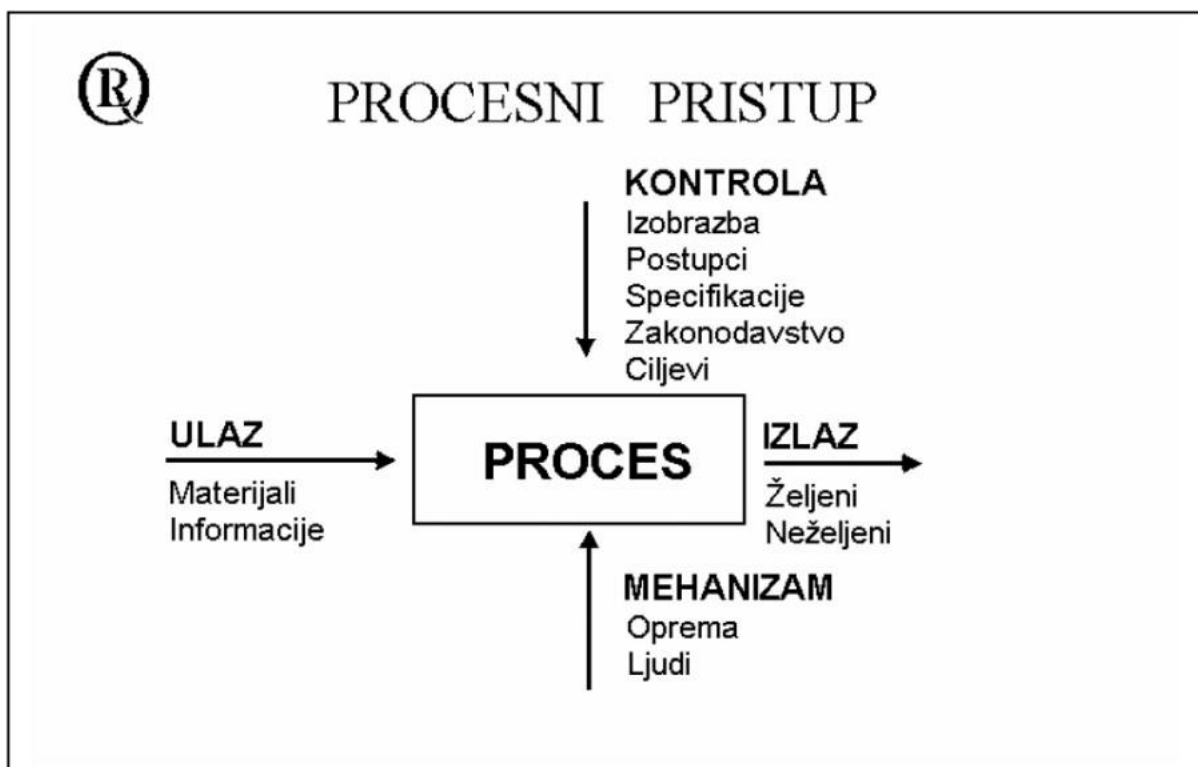 PROCESNI PRISTUP
KONTROLA
Izobrazba
Postupci
Specifikacije
Zakonodavstvo
Ciljevi
ULAZ
Materijali
Informacije
PROCES
IZLAZ
Željeni
Neželjeni
MEHANIZAM
Oprema
Ljudi